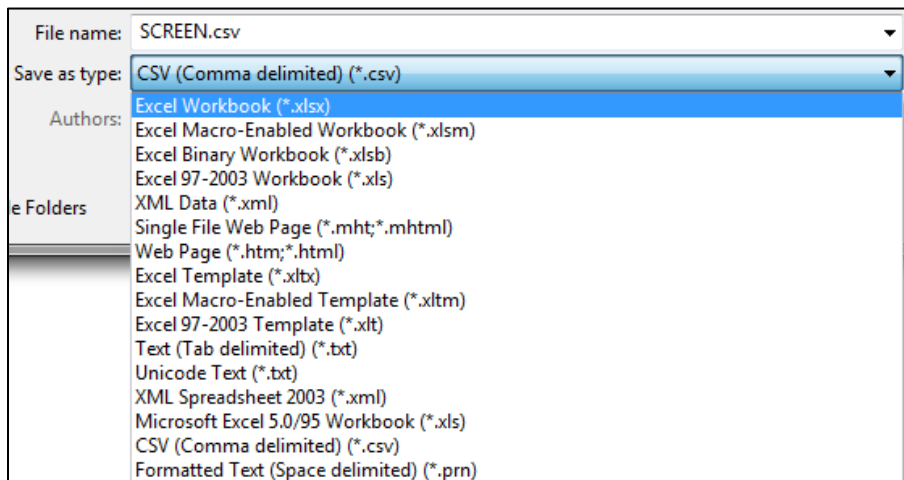 File name: SCREEN.csv
Save as type: CSV (Comma delimited) (*.csv)
Authors:
Excel Workbook (*.xlsx)
Excel Macro-Enabled Workbook (*.xlsm)
Excel Binary Workbook (*.xlsb)
Excel 97-2003 Workbook (*.xls)
e Folders
XML Data (*.xml)
Single File Web Page (*.mht;*.mhtml)
Web Page (*.htm;*.html)
Excel Template (*.xltx)
Excel Macro-Enabled Template (*.xltm)
Excel 97-2003 Template (*.xlt)
Text (Tab delimited) (*.txt)
Unicode Text (*.txt)
XML Spreadsheet 2003 (*.xml)
Microsoft Excel 5.0/95 Workbook (*.xls)
CSV (Comma delimited) (*.csv)
Formatted Text (Space delimited) (*.prn)